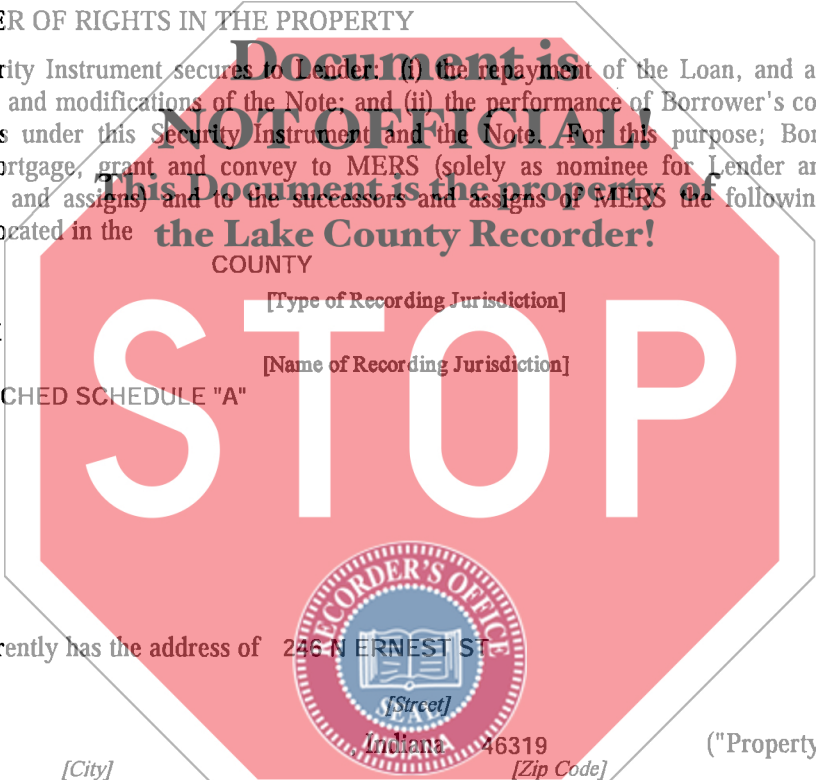 ER OF RIGHTS IN THE PROPERTY
Document is
rity Instrument secures to Lender: (i) the repayment of the Loan, and a
and modifications of the Note; and (ii) the performance of Borrower's co
NOT OFFICIAL!
s under this Security Instrument and the Note. For this purpose; Bor
ortgage, grant and convey to MERS (solely as nominee for Lender an
This Document is the property of
and assigns) and to the successors and assigns of MERS the followin
ocated in the
the Lake County Recorder!
COUNTY
[Type of Recording Jurisdiction]
[Name of Recording Jurisdiction]
CHED SCHEDULE "A"
STOP
RECORDER'S OFFICE
rently has the address of 246 N ERNEST ST
[Street]
SEAL
, Indiana 46319 ("Property
INDIANA
[City] [Zip Code]